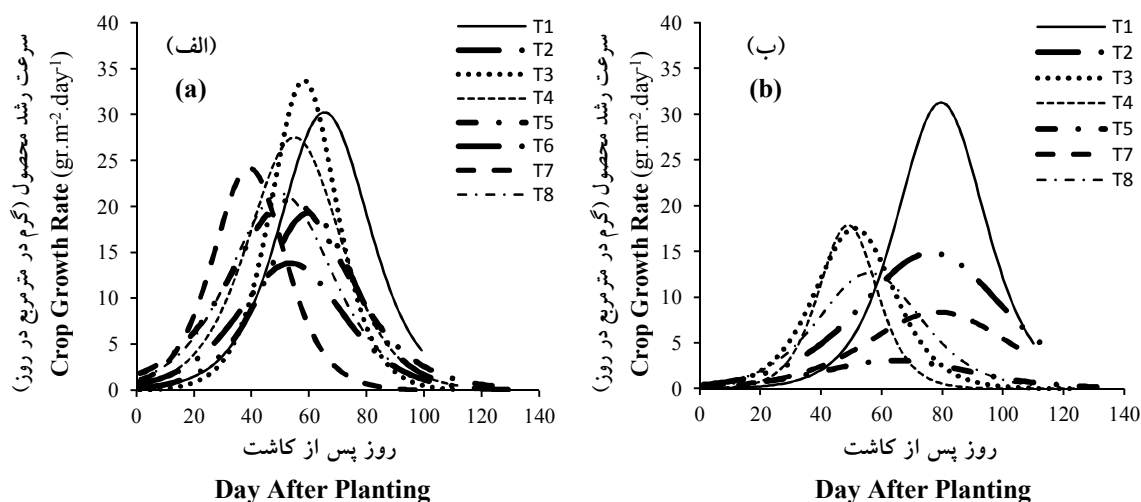 سرعت رشد محصول (گرم در مترمربع در روز)
Crop Growth Rate (gr.m-2.day-1)
40
35
30
25
20
15
10
5
0
(الف)
(a)
T1
T2
T3
T4
T5
T6
T7
T8
0 20 40 60 80 100 120 140
روز پس از کاشت
Day After Planting
سرعت رشد محصول (گرم در مترمربع در روز)
Crop Growth Rate (gr.m-2.day-1)
40
35
30
25
20
15
10
5
0
(ب)
(b)
T1
T2
T3
T4
T5
T7
T8
0 20 40 60 80 100 120 140
روز پس از کاشت
Day After Planting